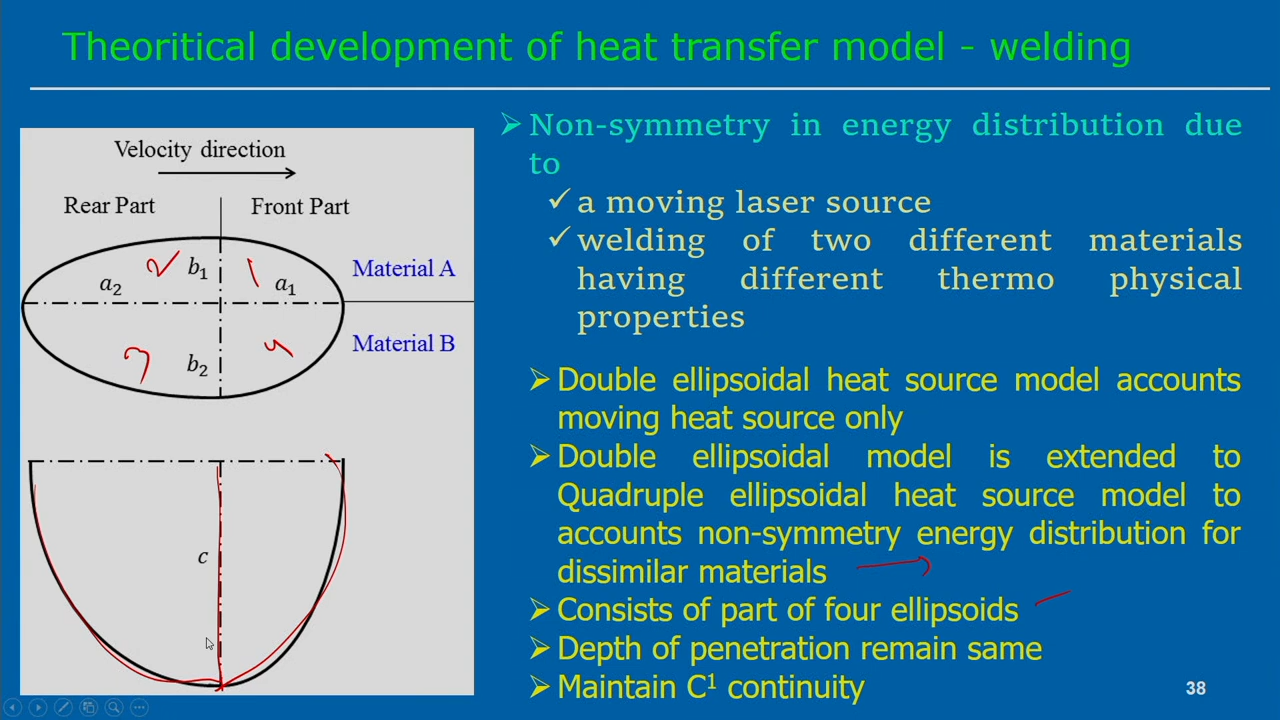 Theoritical development of heat transfer model - welding
Velocity direction
Rear Part
Front Part
2
b₁
1
a₂
a₁
Material A
3
b₂
4
Material B
c
Non-symmetry in energy distribution due
to
a moving laser source
welding of two different materials
having different thermo physical
properties
Double ellipsoidal heat source model accounts
moving heat source only
Double ellipsoidal model is extended to
Quadruple ellipsoidal heat source model to
accounts non-symmetry energy distribution for
dissimilar materials
Consists of part of four ellipsoids
Depth of penetration remain same
Maintain C¹ continuity
38